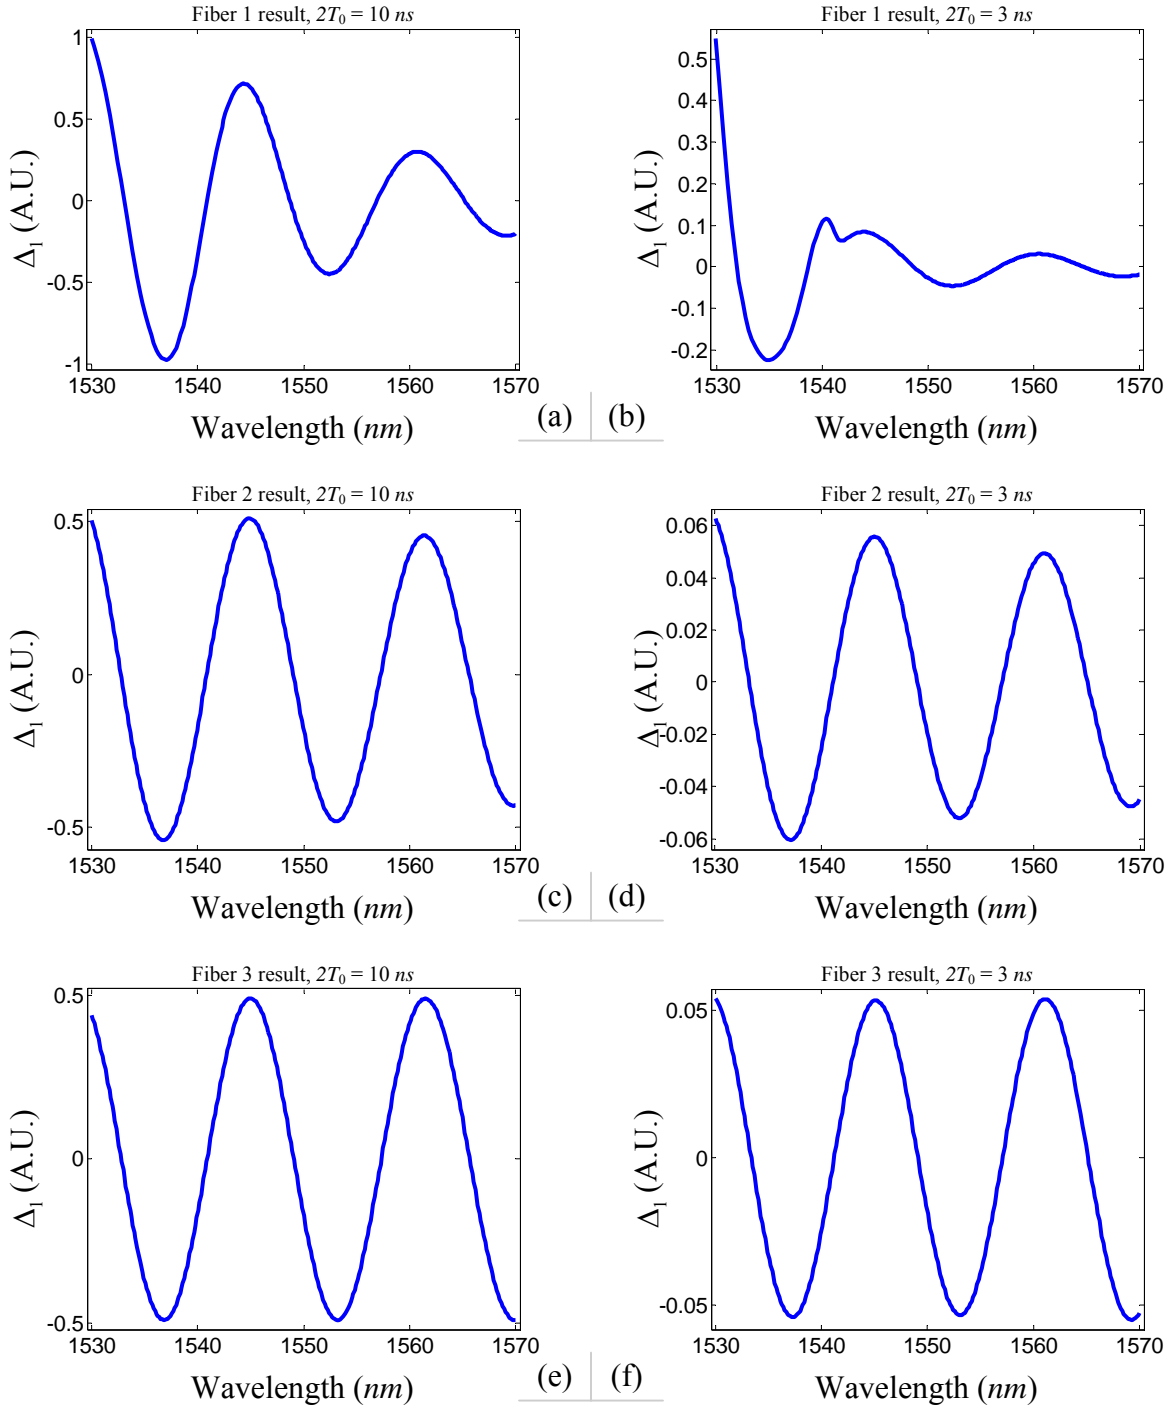 Fiber 1 result, 2T₀ = 10 ns
1
0.5
0
-0.5
-1
Δ₁ (A.U.)
1530 1540 1550 1560 1570
Wavelength (nm)
(a)
Fiber 1 result, 2T₀ = 3 ns
0.5
0.4
0.3
0.2
0.1
0
-0.1
-0.2
Δ₁ (A.U.)
1530 1540 1550 1560 1570
Wavelength (nm)
(b)
Fiber 2 result, 2T₀ = 10 ns
0.5
0
-0.5
Δ₁ (A.U.)
1530 1540 1550 1560 1570
Wavelength (nm)
(c)
Fiber 2 result, 2T₀ = 3 ns
0.06
0.04
0.02
0
-0.02
-0.04
-0.06
Δ₁ (A.U.)
1530 1540 1550 1560 1570
Wavelength (nm)
(d)
Fiber 3 result, 2T₀ = 10 ns
0.5
0
-0.5
Δ₁ (A.U.)
1530 1540 1550 1560 1570
Wavelength (nm)
(e)
Fiber 3 result, 2T₀ = 3 ns
0.05
0
-0.05
Δ₁ (A.U.)
1530 1540 1550 1560 1570
Wavelength (nm)
(f)